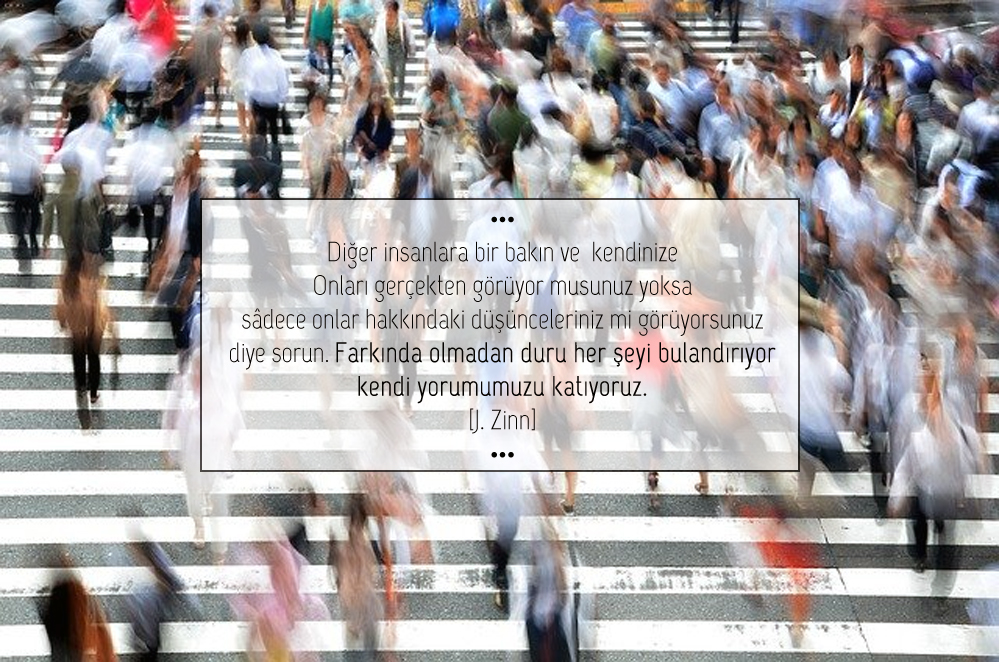 •••
Diğer insanlara bir bakın ve  kendinize
Onları gerçekten görüyor musunuz yoksa
sâdece onlar hakkındaki düşünceleriniz mi görüyorsunuz
diye sorun. Farkında olmadan duru her şeyi bulandırıyor
kendi yorumumuzu katıyoruz.
[J. Zinn]
•••